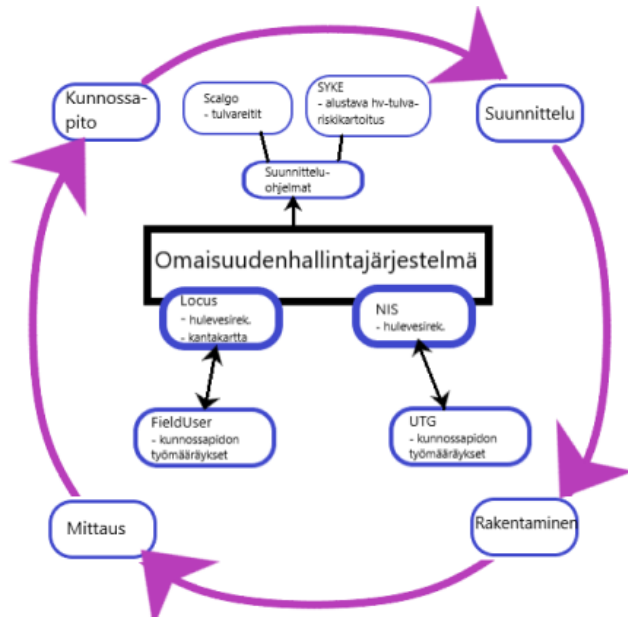 Kunnossa-
pito
Scalgo
- tulvareitit
SYKE
- alustava hv-tulva-
riskikartoitus
Suunnittelu
Suunnittelu-
ohjelmat
Omaisuudenhallintajärjestelmä
Locus
- hulevesirek.
- kantakartta
NIS
- hulevesirek.
FieldUser
- kunnossapidon
työmääräykset
UTG
- kunnossapidon
työmääräykset
Mittaus
Rakentaminen